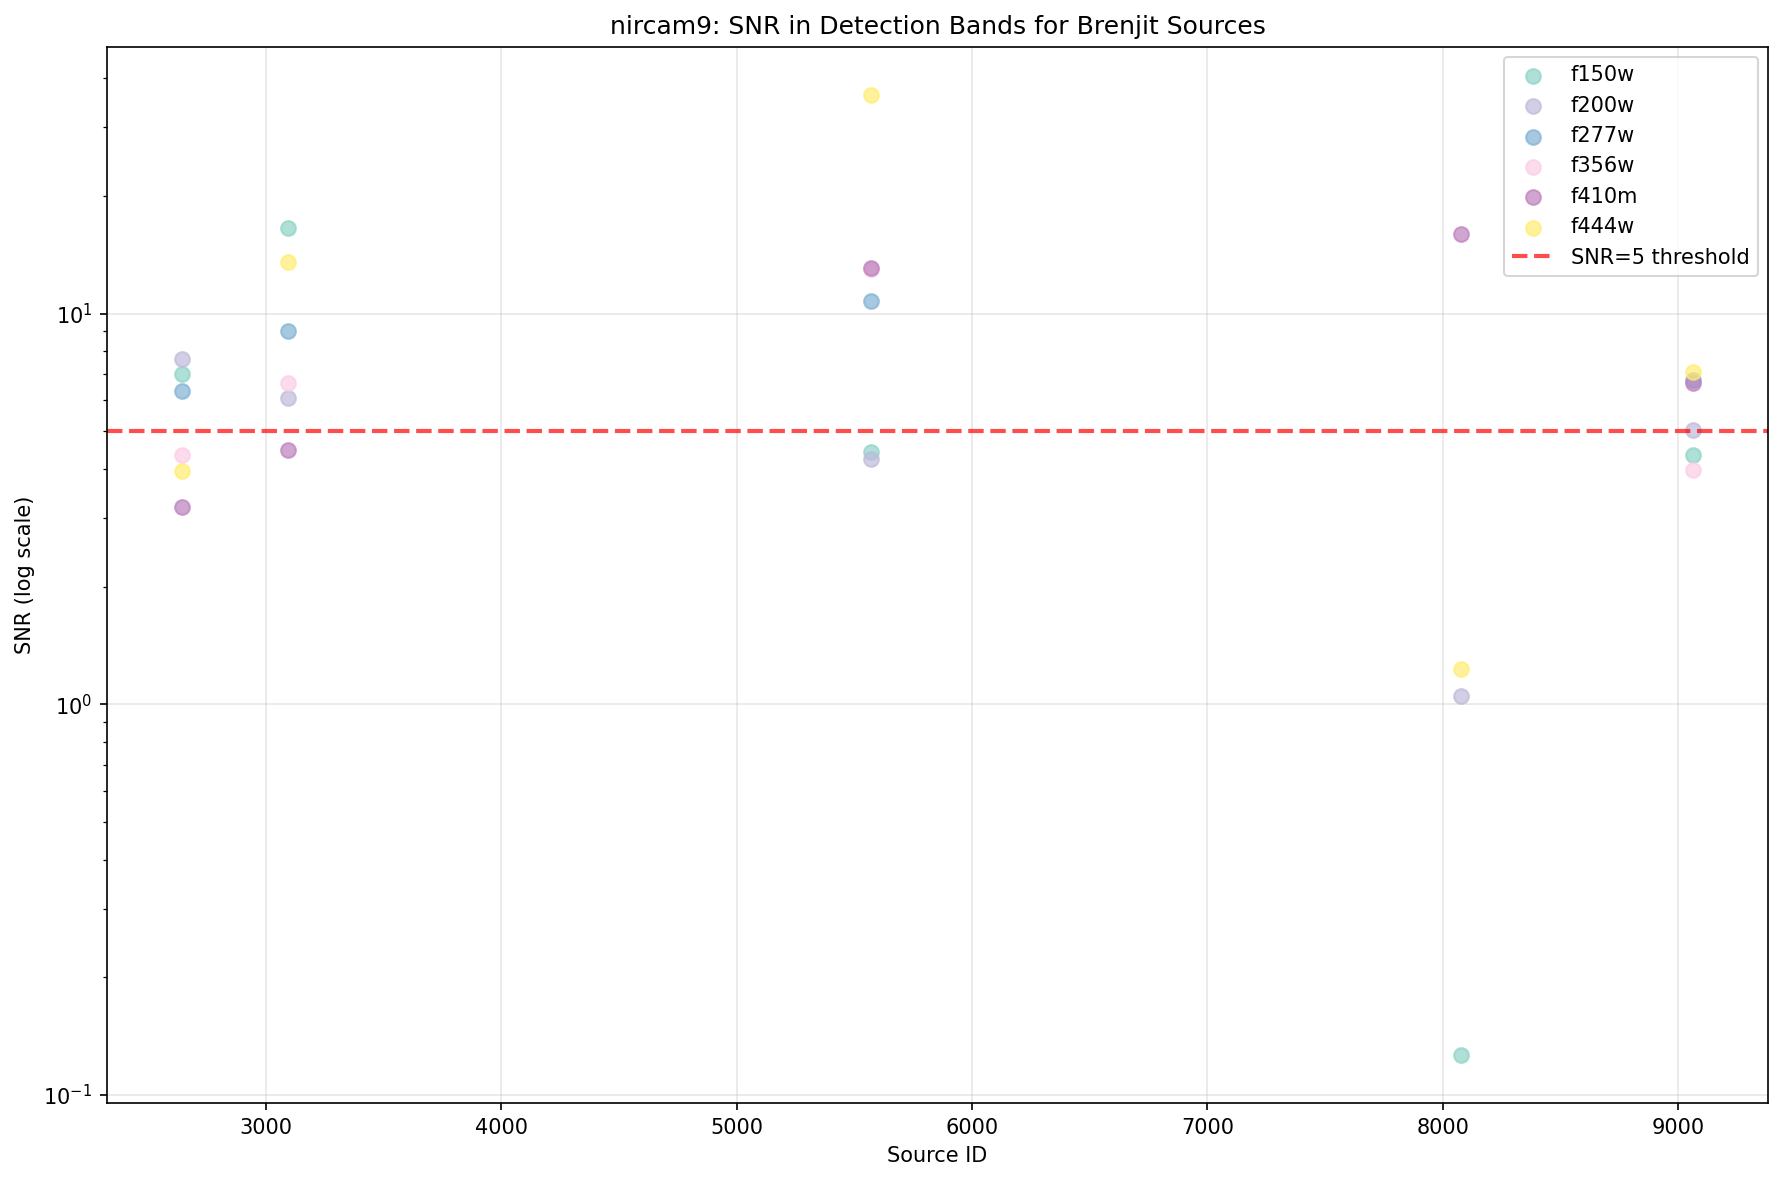 nircam9: SNR in Detection Bands for Brenjit Sources
f150w
f200w
f277w
f356w
f410m
f444w
SNR=5 threshold
SNR (log scale)
10¹
10⁰
10⁻¹
3000 4000 5000 6000 7000 8000 9000
Source ID